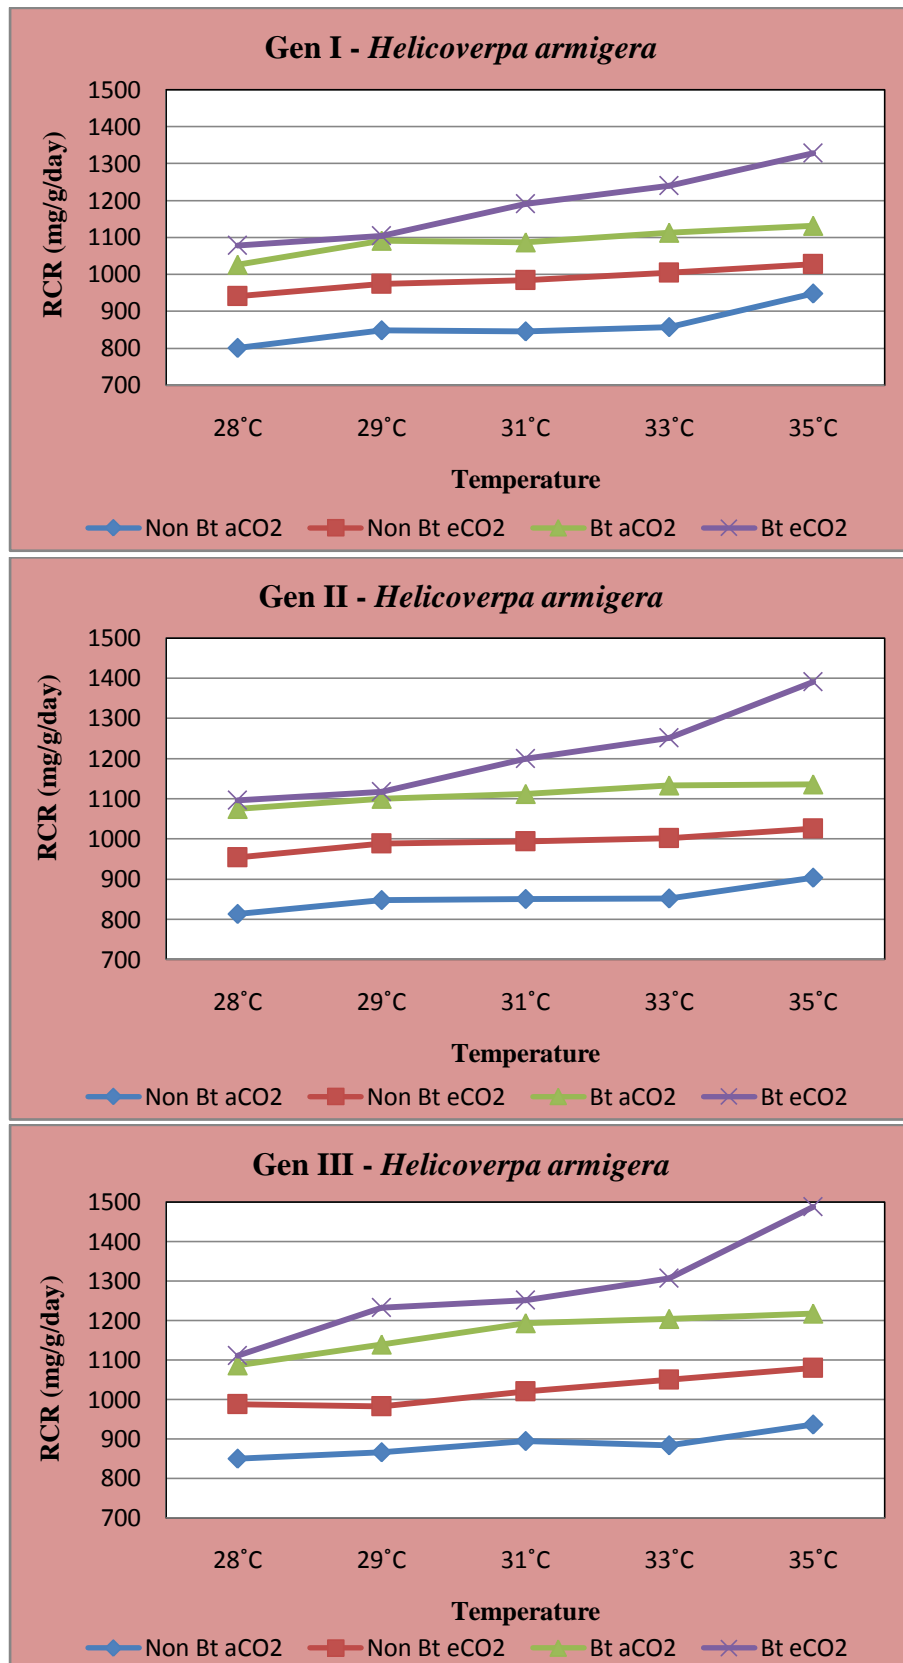 Gen I - Helicoverpa armigera
RCR (mg/g/day)
1500
1400
1300
1200
1100
1000
900
800
700
28˚C 29˚C 31˚C 33˚C 35˚C
Temperature
Non Bt aCO2 Non Bt eCO2 Bt aCO2 Bt eCO2
Gen II - Helicoverpa armigera
RCR (mg/g/day)
1500
1400
1300
1200
1100
1000
900
800
700
28˚C 29˚C 31˚C 33˚C 35˚C
Temperature
Non Bt aCO2 Non Bt eCO2 Bt aCO2 Bt eCO2
Gen III - Helicoverpa armigera
RCR (mg/g/day)
1500
1400
1300
1200
1100
1000
900
800
700
28˚C 29˚C 31˚C 33˚C 35˚C
Temperature
Non Bt aCO2 Non Bt eCO2 Bt aCO2 Bt eCO2